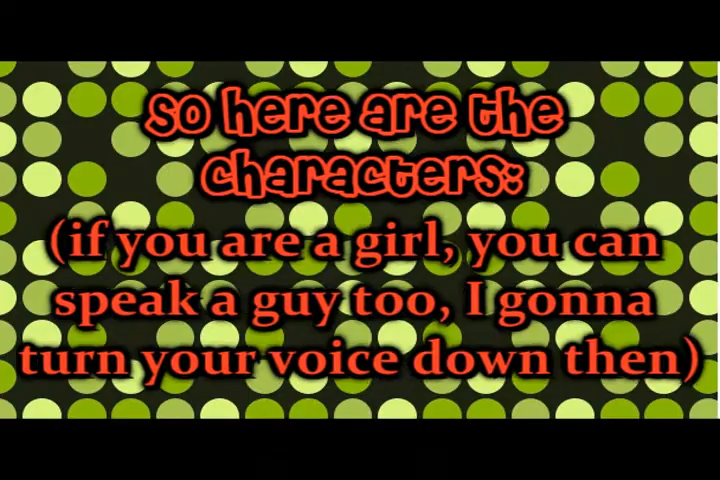 so here are the
characters:
(if you are a girl, you can
speak a guy too, I gonna
turn your voice down then)